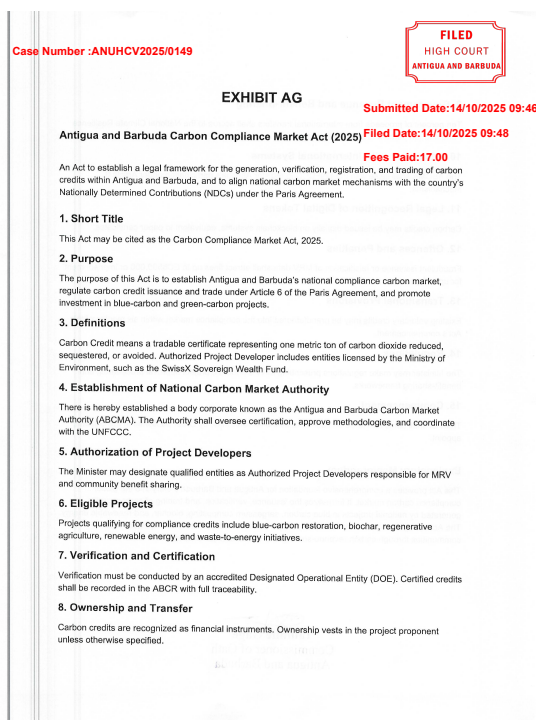 FILED
HIGH COURT
ANTIGUA AND BARBUDA
Case Number :ANUHCV2025/0149
EXHIBIT AG
Submitted Date:14/10/2025 09:46
Filed Date:14/10/2025 09:48
Fees Paid:17.00
Antigua and Barbuda Carbon Compliance Market Act (2025)
An Act to establish a legal framework for the generation, verification, registration, and trading of carbon
credits within Antigua and Barbuda, and to align national carbon market mechanisms with the country's
Nationally Determined Contributions (NDCs) under the Paris Agreement.
1. Short Title
This Act may be cited as the Carbon Compliance Market Act, 2025.
2. Purpose
The purpose of this Act is to establish Antigua and Barbuda's national compliance carbon market,
regulate carbon credit issuance and trade under Article 6 of the Paris Agreement, and promote
investment in blue-carbon and green-carbon projects.
3. Definitions
Carbon Credit means a tradable certificate representing one metric ton of carbon dioxide reduced,
sequestered, or avoided. Authorized Project Developer includes entities licensed by the Ministry of
Environment, such as the SwissX Sovereign Wealth Fund.
4. Establishment of National Carbon Market Authority
There is hereby established a body corporate known as the Antigua and Barbuda Carbon Market
Authority (ABCMA). The Authority shall oversee certification, approve methodologies, and coordinate
with the UNFCCC.
5. Authorization of Project Developers
The Minister may designate qualified entities as Authorized Project Developers responsible for MRV
and community benefit sharing.
6. Eligible Projects
Projects qualifying for compliance credits include blue-carbon restoration, biochar, regenerative
agriculture, renewable energy, and waste-to-energy initiatives.
7. Verification and Certification
Verification must be conducted by an accredited Designated Operational Entity (DOE). Certified credits
shall be recorded in the ABCR with full traceability.
8. Ownership and Transfer
Carbon credits are recognized as financial instruments. Ownership vests in the project proponent
unless otherwise specified.